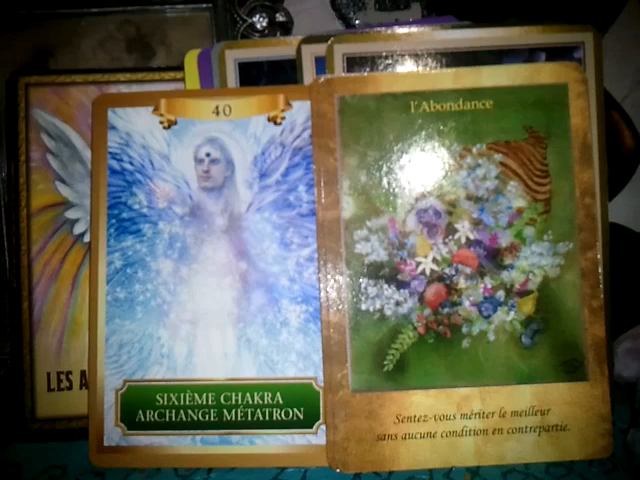 40
SIXIÈME CHAKRA
ARCHANGE MÉTATRON
l'Abondance
Sentez-vous mériter le meilleur
sans aucune condition en contrepartie.
LES A